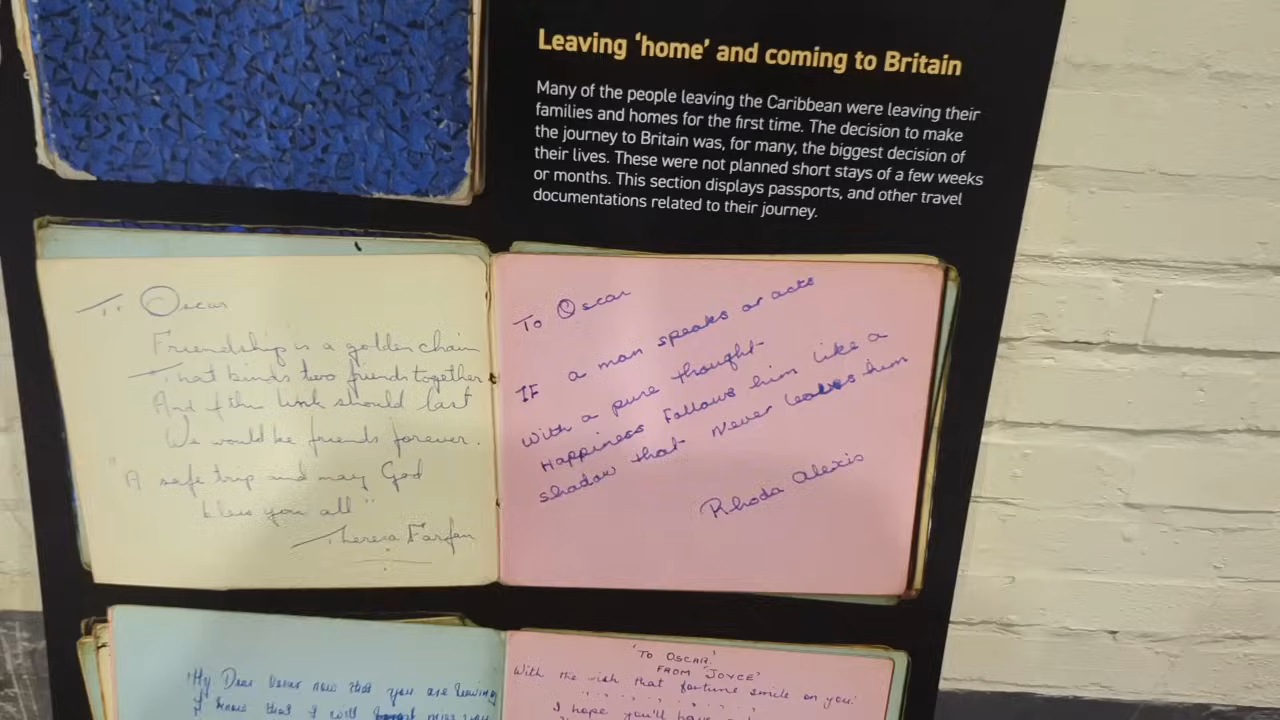 Leaving ‘home’ and coming to Britain
Many of the people leaving the Caribbean were leaving their
families and homes for the first time. The decision to make
the journey to Britain was, for many, the biggest decision of
their lives. These were not planned short stays of a few weeks
or months. This section displays passports, and other travel
documentations related to their journey.
To Oscar
Friendship is a golden chain
That binds two friends together
And if the link should last
We would be friends forever.
"A safe trip and may God
bless you all"
Theresa Farfan
To Oscar
IF a man speaks or acts
With a pure thought
Happiness Follows him like a
shadow that Never leaves him
Rhoda Alexis
My Dear Oscar now that you are leaving
I know that I will miss you
'TO OSCAR'
FROM 'JOYCE'
With the wish that fortune smile on you.
I hope you'll have